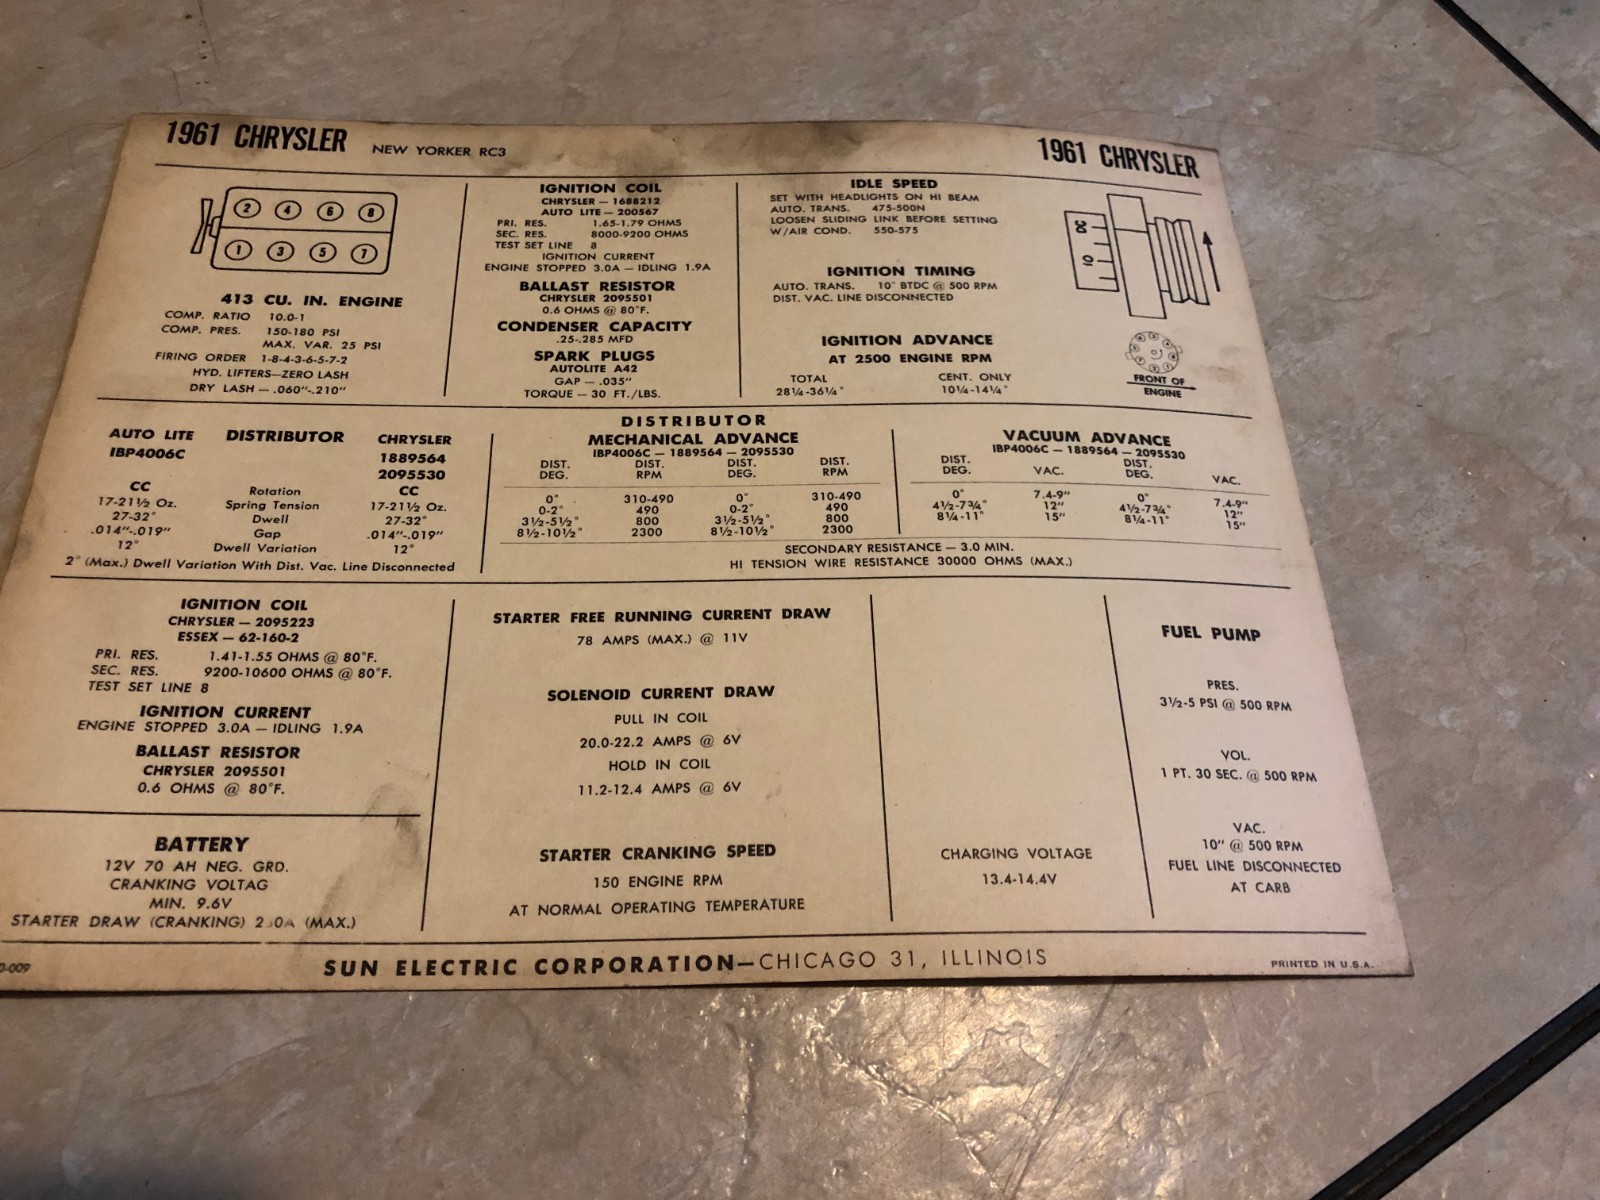 1961 CHRYSLER NEW YORKER RC3 1961 CHRYSLER
2 4 6 8
1 3 5 7
413 CU. IN. ENGINE
COMP. RATIO 10.0-1
COMP. PRES. 150-180 PSI
MAX. VAR. 25 PSI
FIRING ORDER 1-8-4-3-6-5-7-2
HYD. LIFTERS—ZERO LASH
DRY LASH — .060"-.210"
IGNITION COIL
CHRYSLER — 1688212
AUTO LITE — 200567
PRI. RES. 1.65-1.79 OHMS
SEC. RES. 8000-9200 OHMS
TEST SET LINE 8
IGNITION CURRENT
ENGINE STOPPED 3.0A — IDLING 1.9A
BALLAST RESISTOR
CHRYSLER 2095501
0.6 OHMS @ 80°F.
CONDENSER CAPACITY
.25-.285 MFD
SPARK PLUGS
AUTOLITE A42
GAP — .035"
TORQUE — 30 FT./LBS.
IDLE SPEED
SET WITH HEADLIGHTS ON HI BEAM
AUTO. TRANS. 475-500N
LOOSEN SLIDING LINK BEFORE SETTING
W/AIR COND. 550-575
IGNITION TIMING
AUTO. TRANS. 10° BTDC @ 500 RPM
DIST. VAC. LINE DISCONNECTED
IGNITION ADVANCE
AT 2500 ENGINE RPM
TOTAL CENT. ONLY
28¼-36¼° 10¼-14¼°
10
FRONT OF
ENGINE
AUTO LITE DISTRIBUTOR CHRYSLER
IBP4006C 1889564
2095530
CC Rotation CC
17-21½ Oz. Spring Tension 17-21½ Oz.
27-32° Dwell 27-32°
.014"-.019" Gap .014"-.019"
12° Dwell Variation 12°
2° (Max.) Dwell Variation With Dist. Vac. Line Disconnected
DISTRIBUTOR
MECHANICAL ADVANCE
IBP4006C — 1889564 — 2095530
DIST. DIST. DIST. DIST.
DEG. RPM DEG. RPM
0° 310-490 0° 310-490
0-2° 490 0-2° 490
3½-5½° 800 3½-5½° 800
8½-10½° 2300 8½-10½° 2300
VACUUM ADVANCE
IBP4006C — 1889564 — 2095530
DIST. DIST.
DEG. VAC. DEG. VAC.
0° 7.4-9" 0° 7.4-9"
4½-7¾° 12" 4½-7¾° 12"
8¼-11° 15" 8¼-11° 15"
SECONDARY RESISTANCE — 3.0 MIN.
HI TENSION WIRE RESISTANCE 30000 OHMS (MAX.)
IGNITION COIL
CHRYSLER — 2095223
ESSEX — 62-160-2
PRI. RES. 1.41-1.55 OHMS @ 80°F.
SEC. RES. 9200-10600 OHMS @ 80°F.
TEST SET LINE 8
IGNITION CURRENT
ENGINE STOPPED 3.0A — IDLING 1.9A
BALLAST RESISTOR
CHRYSLER 2095501
0.6 OHMS @ 80°F.
BATTERY
12V 70 AH NEG. GRD.
CRANKING VOLTAG
MIN. 9.6V
STARTER DRAW (CRANKING) (MAX.)
STARTER FREE RUNNING CURRENT DRAW
78 AMPS (MAX.) @ 11V
SOLENOID CURRENT DRAW
PULL IN COIL
20.0-22.2 AMPS @ 6V
HOLD IN COIL
11.2-12.4 AMPS @ 6V
STARTER CRANKING SPEED
150 ENGINE RPM
AT NORMAL OPERATING TEMPERATURE
CHARGING VOLTAGE
13.4-14.4V
FUEL PUMP
PRES.
3½-5 PSI @ 500 RPM
VOL.
1 PT. 30 SEC. @ 500 RPM
VAC.
10" @ 500 RPM
FUEL LINE DISCONNECTED
AT CARB
-009 SUN ELECTRIC CORPORATION—CHICAGO 31, ILLINOIS PRINTED IN U.S.A.